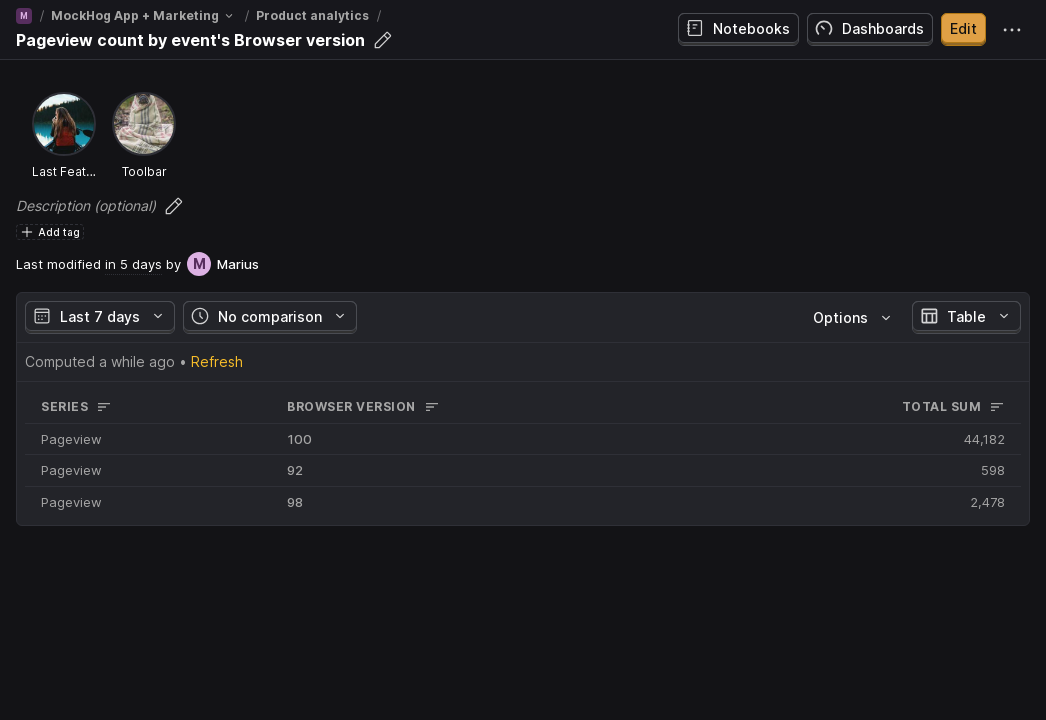 M / MockHog App + Marketing / Product analytics /
Pageview count by event's Browser version
Notebooks
Dashboards
Edit
Last Feat...
Toolbar
Description (optional)
Add tag
Last modified in 5 days by M Marius
Last 7 days
No comparison
Options
Table
Computed a while ago • Refresh
SERIES BROWSER VERSION TOTAL SUM
Pageview 100 44,182
Pageview 92 598
Pageview 98 2,478